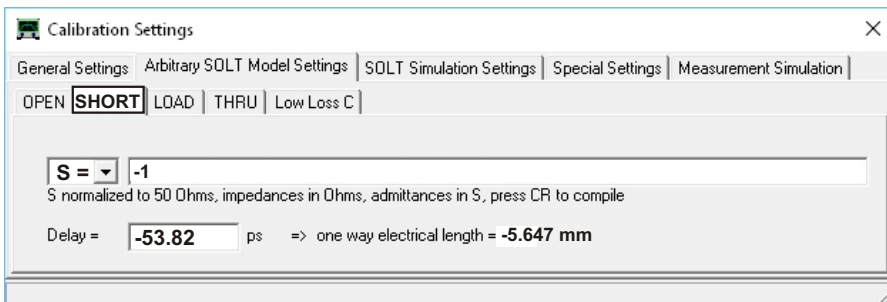 Calibration Settings
General Settings Arbitrary SOLT Model Settings SOLT Simulation Settings Special Settings Measurement Simulation
OPEN SHORT LOAD THRU Low Loss C
S = -1
S normalized to 50 Ohms, impedances in Ohms, admittances in S, press CR to compile
Delay = -53.82 ps => one way electrical length = -5.647 mm